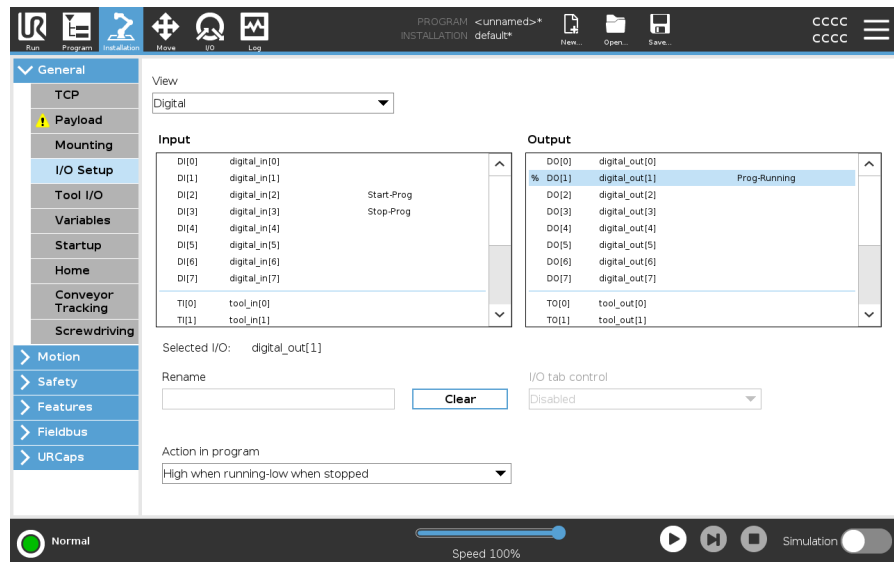 PROGRAM <unnamed>*
INSTALLATION default*
CCCC
CCCC
Run
Program
Installation
Move
I/O
Log
New...
Open...
Save...
General
TCP
Payload
Mounting
I/O Setup
Tool I/O
Variables
Startup
Home
Conveyor
Tracking
Screwdriving
Motion
Safety
Features
Fieldbus
URCaps
View
Digital
Input
DI[0] digital_in[0]
DI[1] digital_in[1]
DI[2] digital_in[2] Start-Prog
DI[3] digital_in[3] Stop-Prog
DI[4] digital_in[4]
DI[5] digital_in[5]
DI[6] digital_in[6]
DI[7] digital_in[7]
TI[0] tool_in[0]
TI[1] tool_in[1]
Output
DO[0] digital_out[0]
% DO[1] digital_out[1] Prog-Running
DO[2] digital_out[2]
DO[3] digital_out[3]
DO[4] digital_out[4]
DO[5] digital_out[5]
DO[6] digital_out[6]
DO[7] digital_out[7]
TO[0] tool_out[0]
TO[1] tool_out[1]
Selected I/O: digital_out[1]
Rename
Clear
I/O tab control
Disabled
Action in program
High when running-low when stopped
Normal
Speed 100%
Simulation